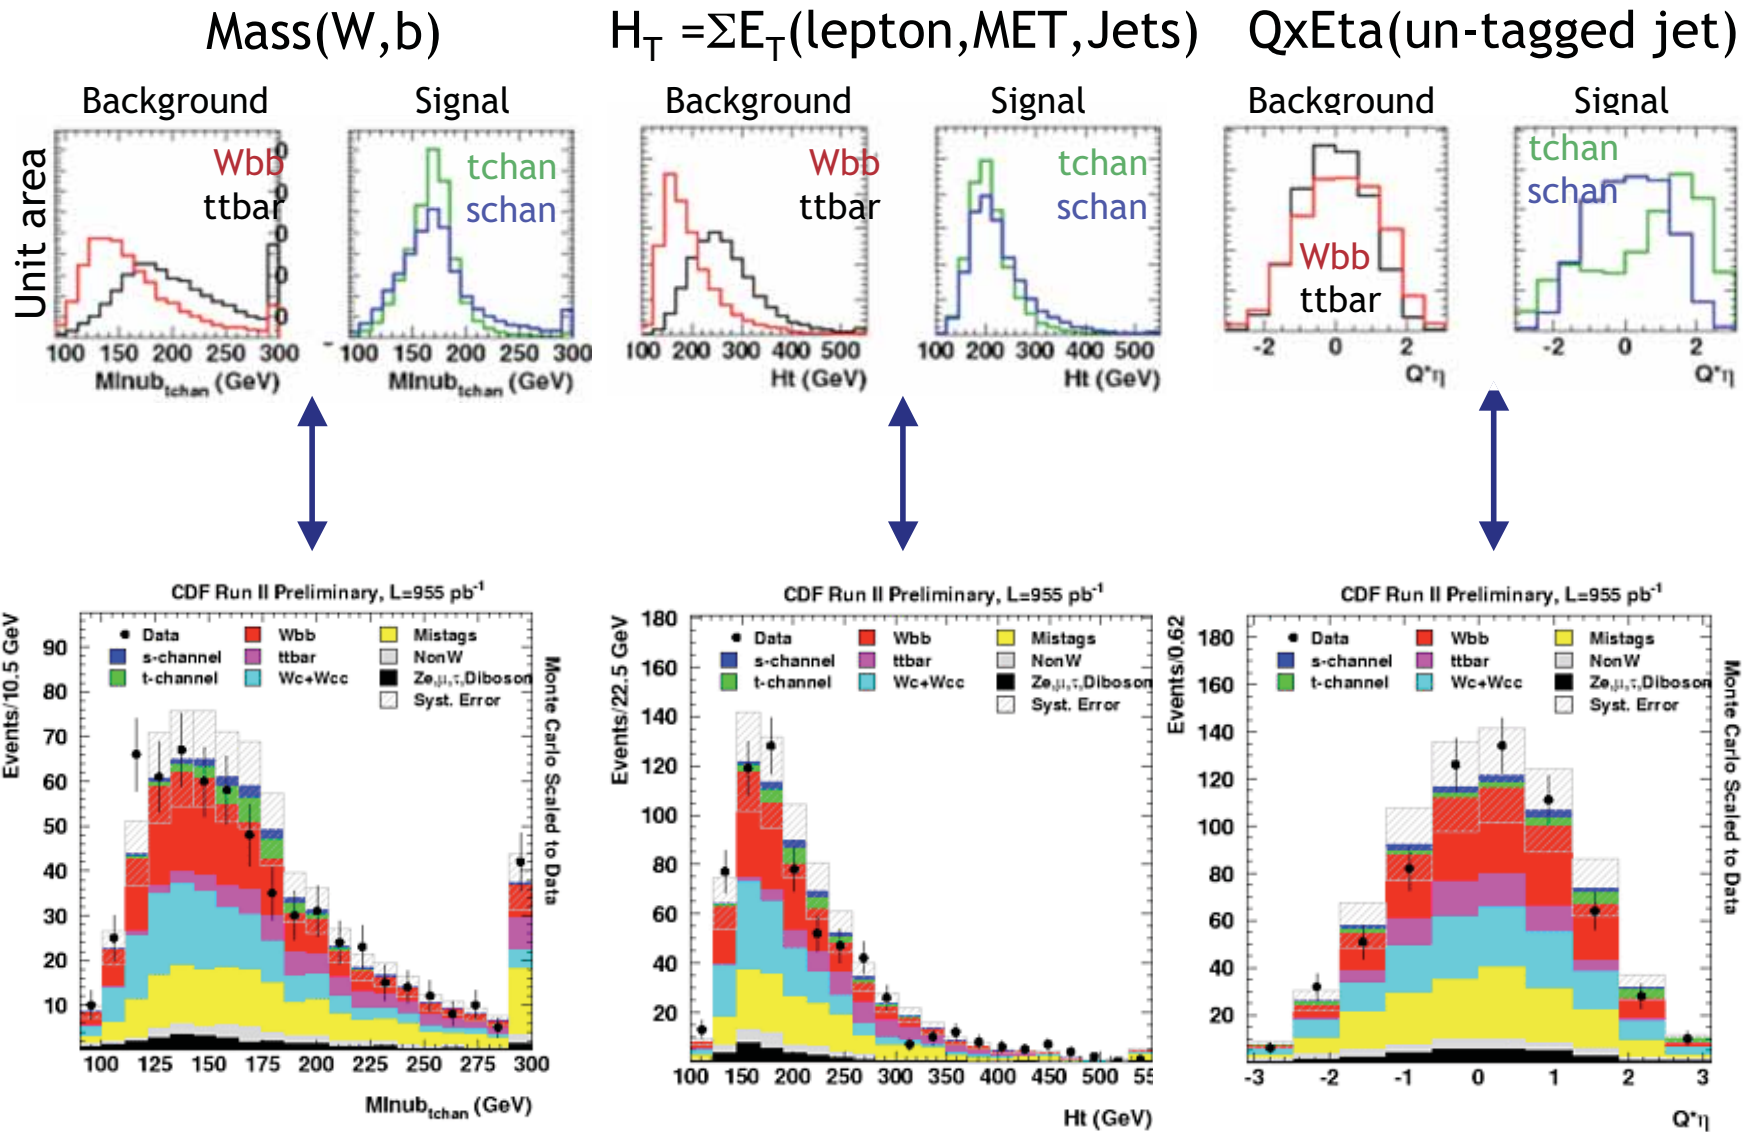 Mass(W,b)
H_T =ΣE_T(lepton,MET,Jets)
QxEta(un-tagged jet)
Background
Signal
Background
Signal
Background
Signal
Unit area
Wbb
ttbar
100 150 200 250 300
Mlnub_tchan (GeV)
tchan
schan
100 150 200 250 300
Mlnub_tchan (GeV)
Wbb
ttbar
100 200 300 400 500
Ht (GeV)
tchan
schan
100 200 300 400 500
Ht (GeV)
Wbb
ttbar
-2 0 2
Q*η
tchan
schan
-2 0 2
Q*η
CDF Run II Preliminary, L=955 pb⁻¹
Events/10.5 GeV
90
80
70
60
50
40
30
20
10
Data
s-channel
t-channel
Wbb
ttbar
Wc+Wcc
Mistags
NonW
Ze,μ,τ,Diboson
Syst. Error
Monte Carlo Scaled to Data
100 125 150 175 200 225 250 275 300
Mlnub_tchan (GeV)
CDF Run II Preliminary, L=955 pb⁻¹
Events/22.5 GeV
180
160
140
120
100
80
60
40
20
Data
s-channel
t-channel
Wbb
ttbar
Wc+Wcc
Mistags
NonW
Ze,μ,τ,Diboson
Syst. Error
100 150 200 250 300 350 400 450 500 55
Ht (GeV)
CDF Run II Preliminary, L=955 pb⁻¹
Events/0.62
180
160
140
120
100
80
60
40
20
Data
s-channel
t-channel
Wbb
ttbar
Wc+Wcc
Mistags
NonW
Ze,μ,τ,Diboson
Syst. Error
Monte Carlo Scaled to Data
-3 -2 -1 0 1 2 3
Q*η